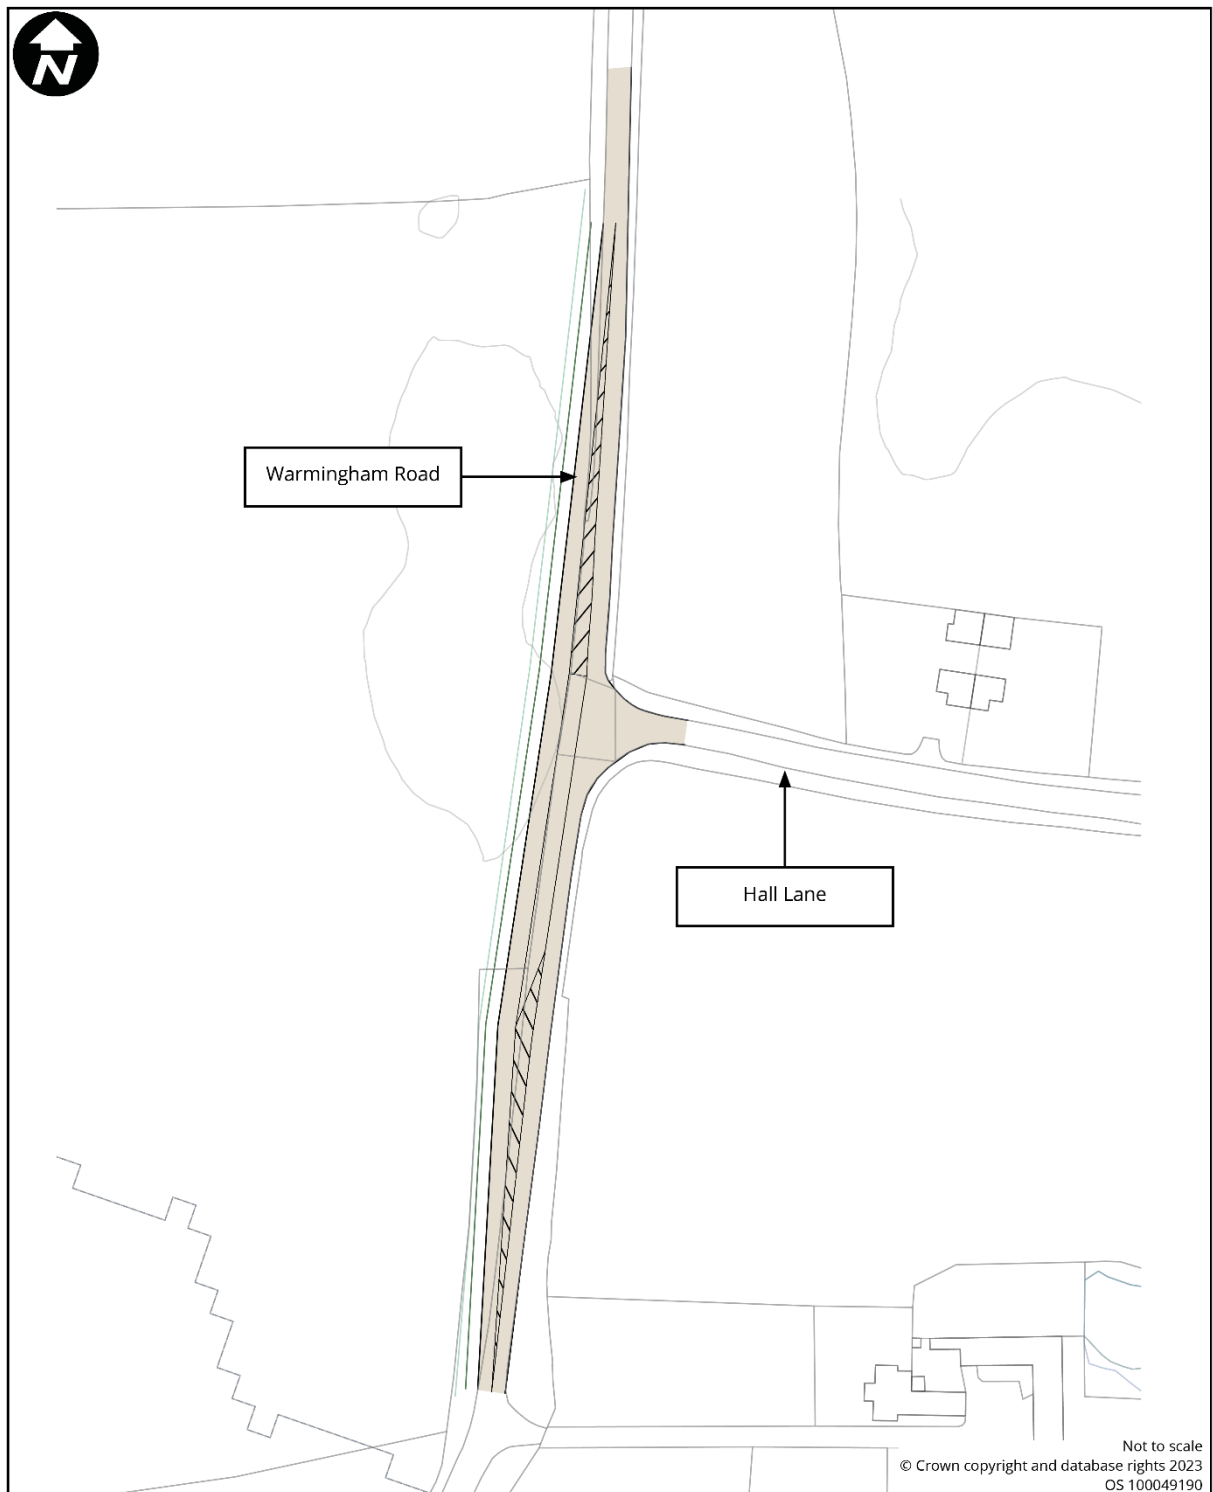 N
Warmingham Road
Hall Lane
Not to scale
© Crown copyright and database rights 2023
OS 100049190